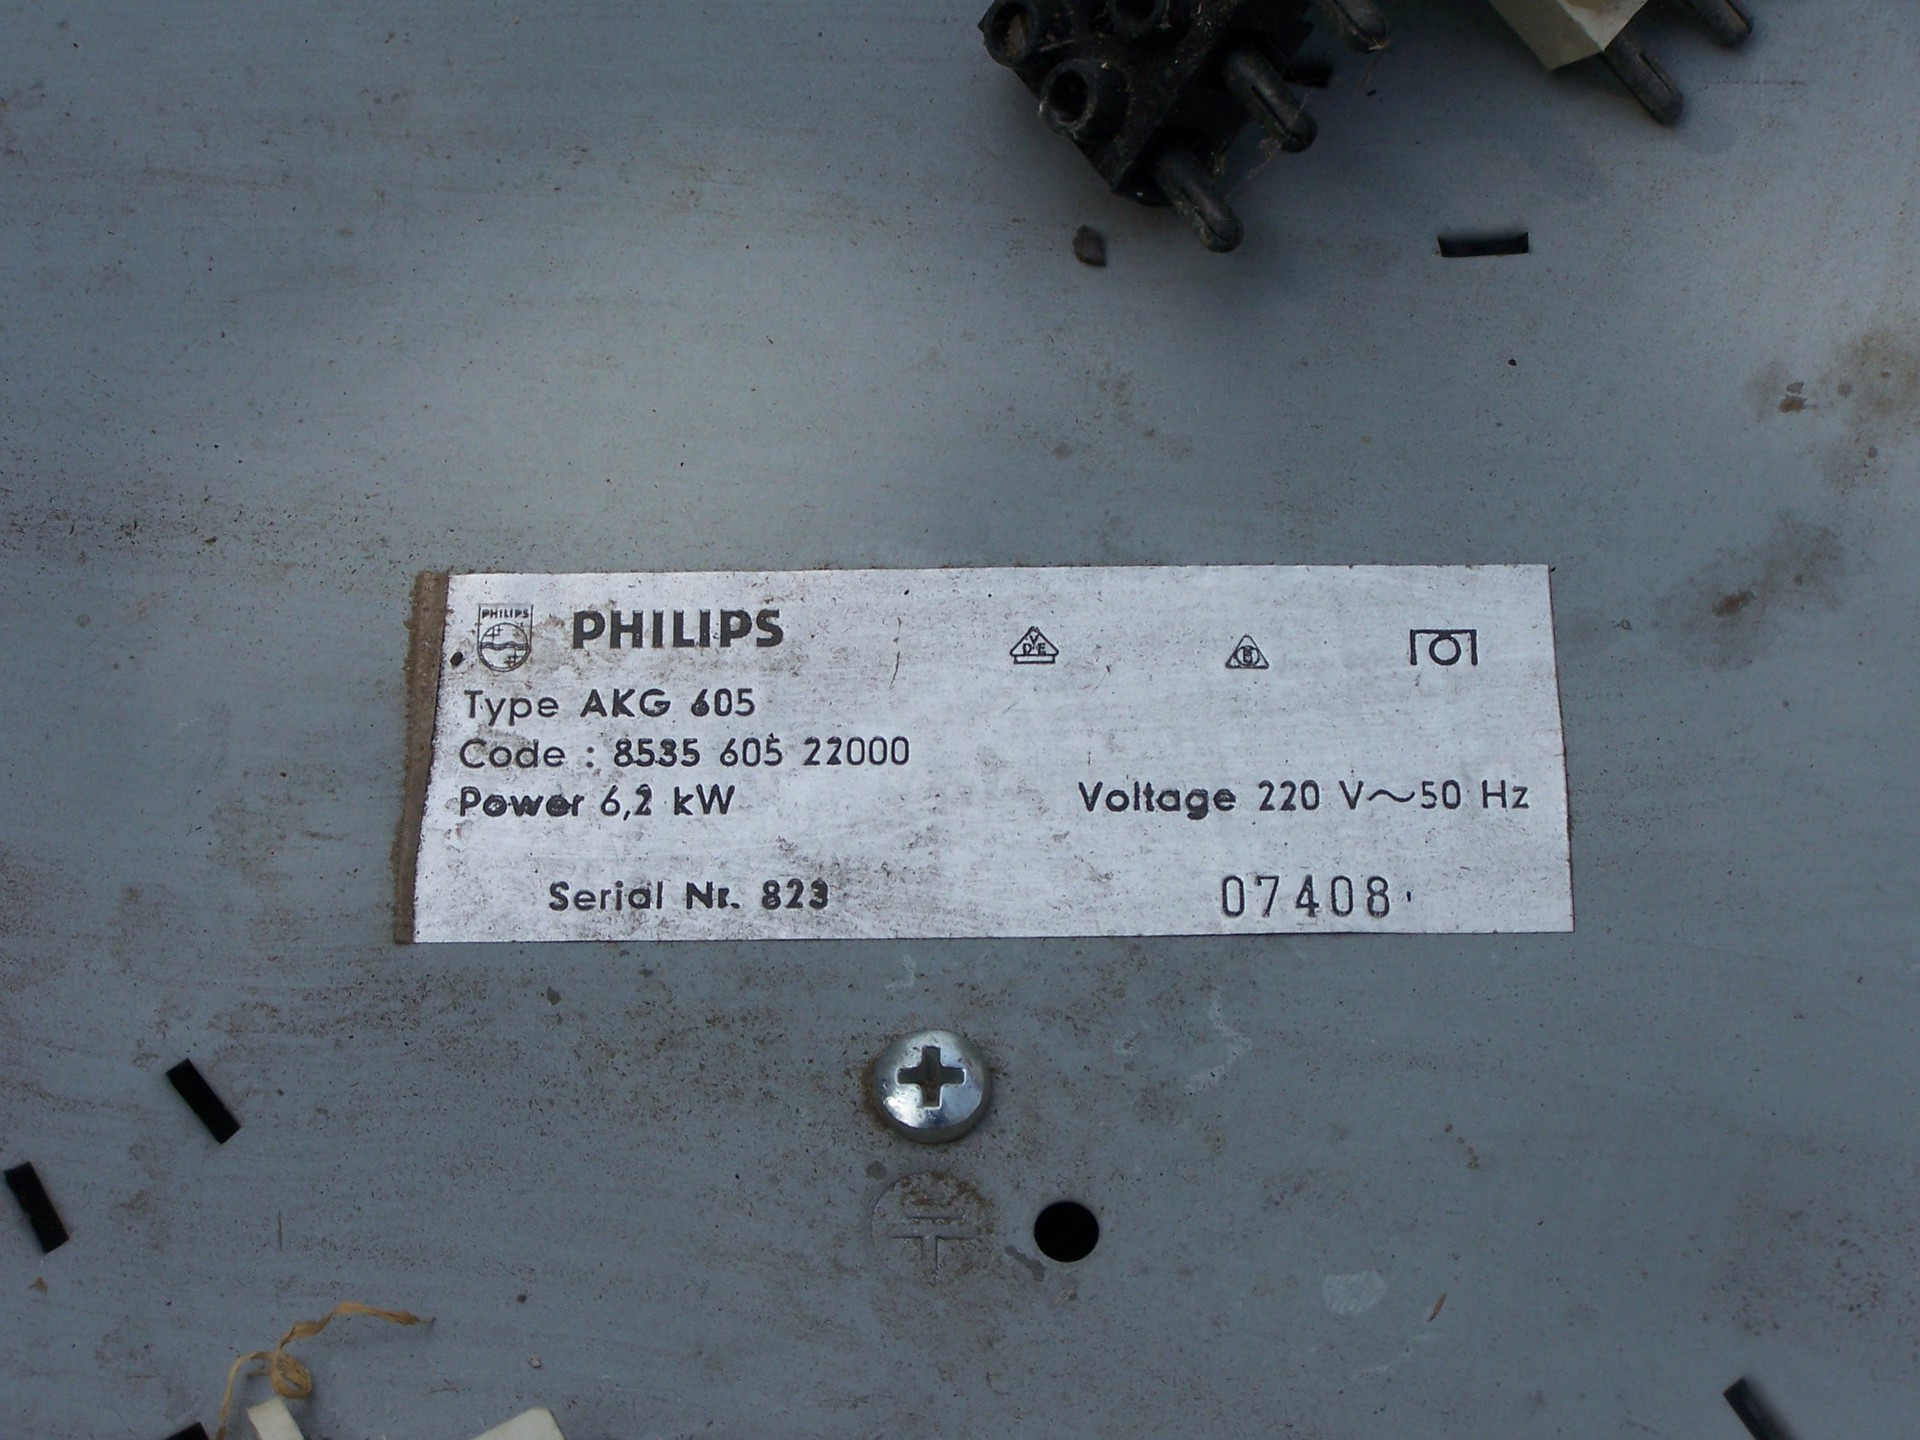 PHILIPS PHILIPS
VDE
Type AKG 605
Code : 8535 605 22000
Power 6,2 kW Voltage 220 V~50 Hz
Serial Nr. 823 07408